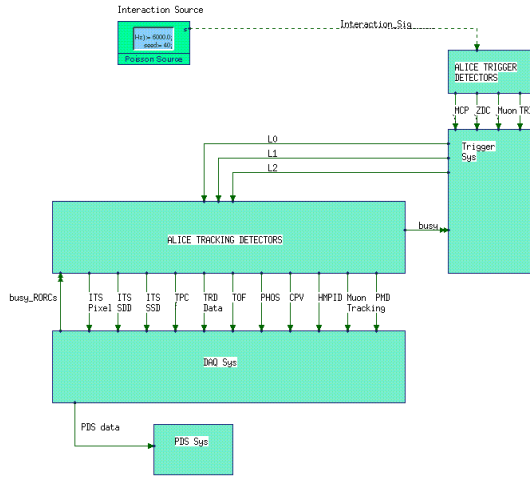 Interaction Source
Hz)= 6000.0;
seed= 40;
Poisson Source
Interaction_Sig
ALICE TRIGGER
DETECTORS
MCP
ZDC
Muon
L0
L1
L2
Trigger
Sys
ALICE TRACKING DETECTORS
busy
busy_RORCs
ITS
Pixel
ITS
SDD
ITS
SSD
TPC
TRD
Data
TOF
PHOS
CPV
HMPID
Muon
Tracking
PMD
DAQ Sys
PDS data
PDS Sys